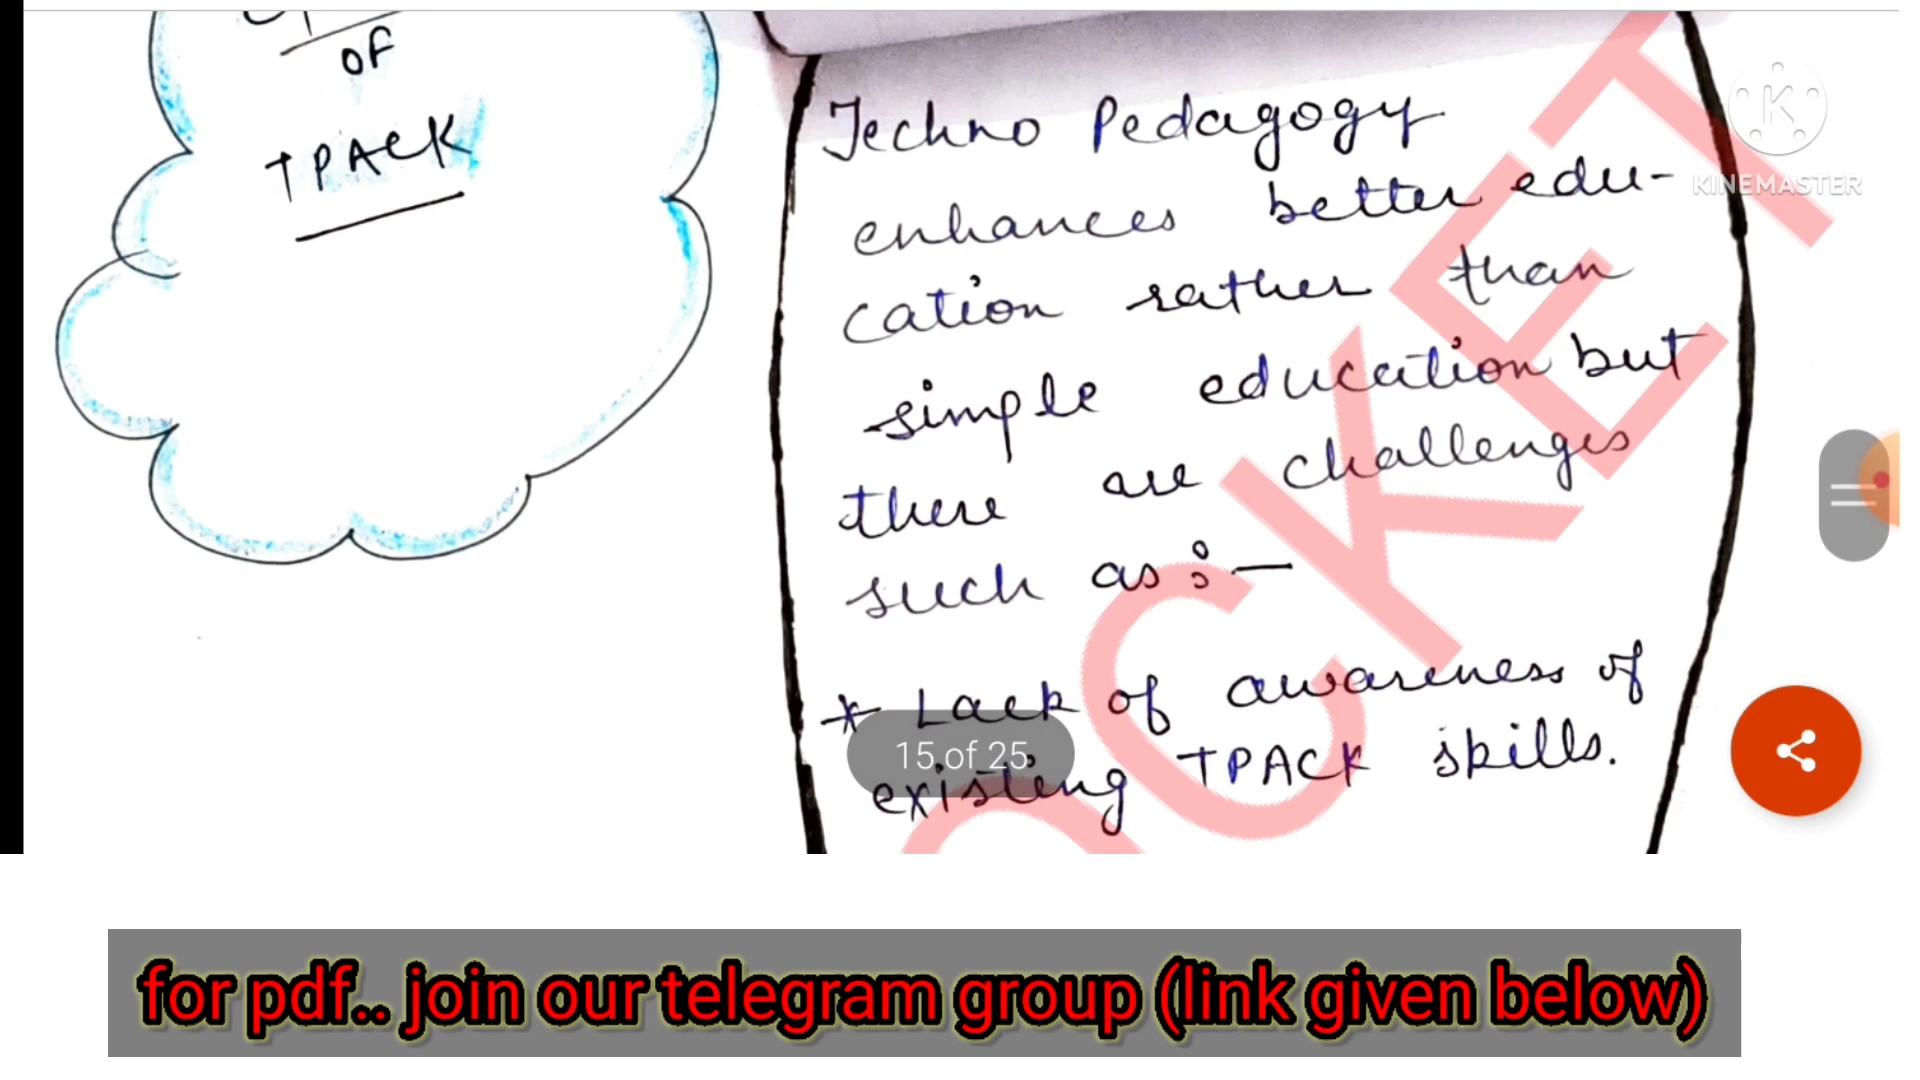 OF
TPACK
Techno Pedagogy
enhances better edu-
cation rather than
simple education but
there are challenges
such as :-
* Lack of awareness of
existing TPACK skills.
15 of 25
KINEMASTER
CKET
for pdf.. join our telegram group (link given below)